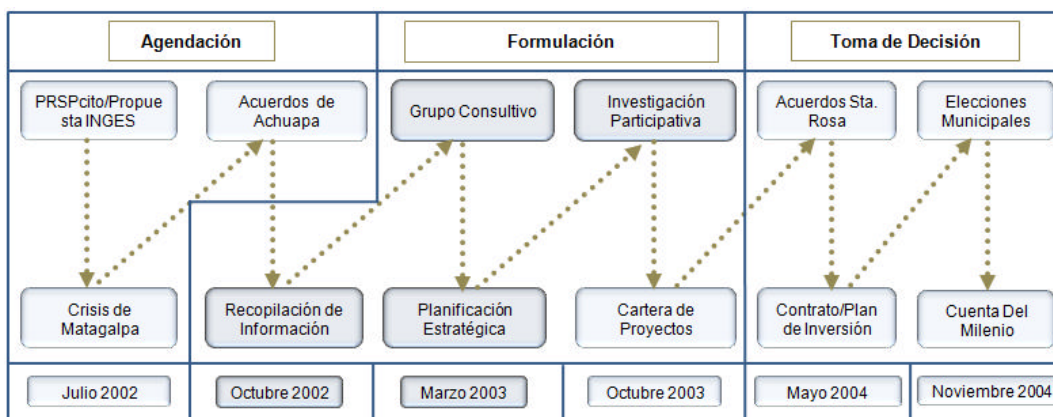 Agendación
Formulación
Toma de Decisión
PRSPcito/Propue
sta INGES
Acuerdos de
Achuapa
Grupo Consultivo
Investigación
Participativa
Acuerdos Sta.
Rosa
Elecciones
Municipales
Crisis de
Matagalpa
Recopilación de
Información
Planificación
Estratégica
Cartera de
Proyectos
Contrato/Plan
de Inversión
Cuenta Del
Milenio
Julio 2002
Octubre 2002
Marzo 2003
Octubre 2003
Mayo 2004
Noviembre 2004